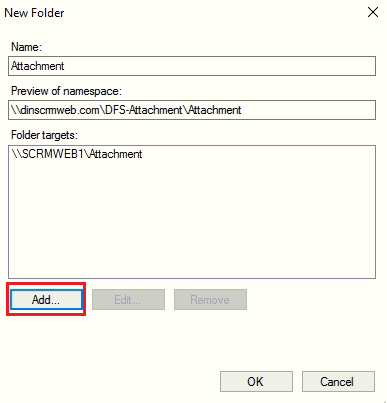 New Folder
Name:
Attachment
Preview of namespace:
\\dinscrmweb.com\DFS-Attachment\Attachment
Folder targets:
\\SCRMWEB1\Attachment
Add...
Edit...
Remove
OK
Cancel